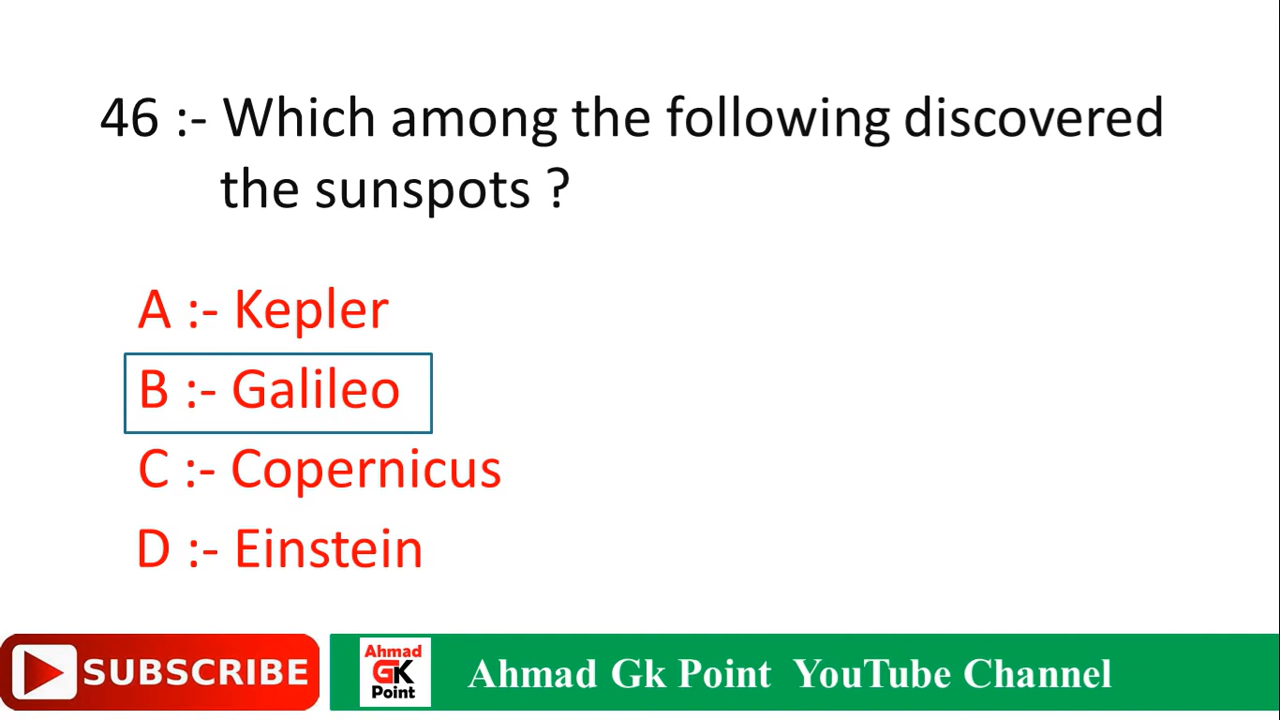 46 :- Which among the following discovered
the sunspots ?
A :- Kepler
B :- Galileo
C :- Copernicus
D :- Einstein
SUBSCRIBE
Ahmad
GK
Point
Ahmad Gk Point YouTube Channel